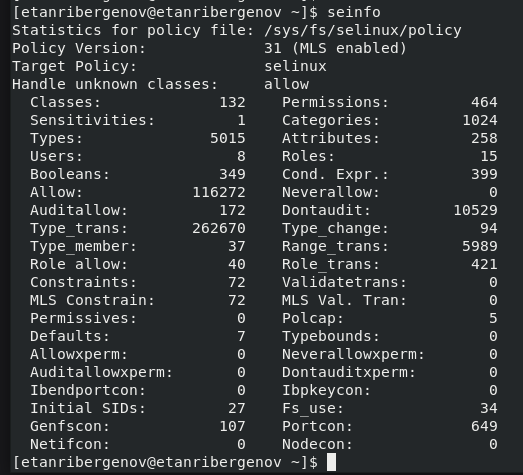 [etanribergenov@etanribergenov ~]$ seinfo
Statistics for policy file: /sys/fs/selinux/policy
Policy Version: 31 (MLS enabled)
Target Policy: selinux
Handle unknown classes: allow
Classes: 132 Permissions: 464
Sensitivities: 1 Categories: 1024
Types: 5015 Attributes: 258
Users: 8 Roles: 15
Booleans: 349 Cond. Expr.: 399
Allow: 116272 Neverallow: 0
Auditallow: 172 Dontaudit: 10529
Type_trans: 262670 Type_change: 94
Type_member: 37 Range_trans: 5989
Role allow: 40 Role_trans: 421
Constraints: 72 Validatetrans: 0
MLS Constrain: 72 MLS Val. Tran: 0
Permissives: 0 Polcap: 5
Defaults: 7 Typebounds: 0
Allowxperm: 0 Neverallowxperm: 0
Auditallowxperm: 0 Dontauditxperm: 0
Ibendportcon: 0 Ibpkeycon: 0
Initial SIDs: 27 Fs_use: 34
Genfscon: 107 Portcon: 649
Netifcon: 0 Nodecon: 0
[etanribergenov@etanribergenov ~]$